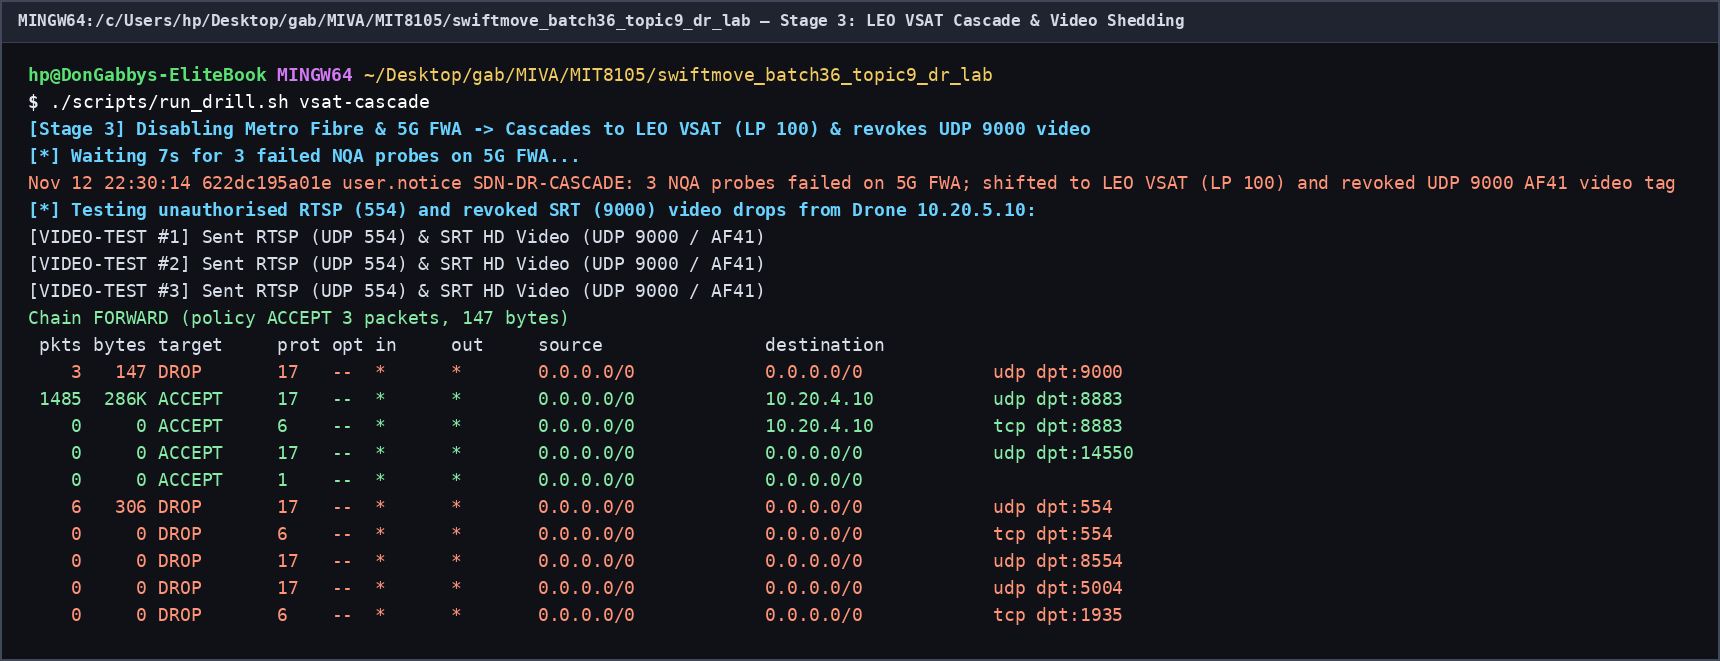 MINGW64:/c/Users/hp/Desktop/gab/MIVA/MIT8105/swiftmove_batch36_topic9_dr_lab — Stage 3: LEO VSAT Cascade & Video Shedding
hp@DonGabbys-EliteBook MINGW64 ~/Desktop/gab/MIVA/MIT8105/swiftmove_batch36_topic9_dr_lab
$ ./scripts/run_drill.sh vsat-cascade
[Stage 3] Disabling Metro Fibre & 5G FWA -> Cascades to LEO VSAT (LP 100) & revokes UDP 9000 video
[*] Waiting 7s for 3 failed NQA probes on 5G FWA...
Nov 12 22:30:14 622dc195a01e user.notice SDN-DR-CASCADE: 3 NQA probes failed on 5G FWA; shifted to LEO VSAT (LP 100) and revoked UDP 9000 AF41 video tag
[*] Testing unauthorised RTSP (554) and revoked SRT (9000) video drops from Drone 10.20.5.10:
[VIDEO-TEST #1] Sent RTSP (UDP 554) & SRT HD Video (UDP 9000 / AF41)
[VIDEO-TEST #2] Sent RTSP (UDP 554) & SRT HD Video (UDP 9000 / AF41)
[VIDEO-TEST #3] Sent RTSP (UDP 554) & SRT HD Video (UDP 9000 / AF41)
Chain FORWARD (policy ACCEPT 3 packets, 147 bytes)
 pkts bytes target     prot opt in     out     source               destination
    3   147 DROP       17   --  *      *       0.0.0.0/0            0.0.0.0/0            udp dpt:9000
 1485  286K ACCEPT     17   --  *      *       0.0.0.0/0            10.20.4.10           udp dpt:8883
    0     0 ACCEPT     6    --  *      *       0.0.0.0/0            10.20.4.10           tcp dpt:8883
    0     0 ACCEPT     17   --  *      *       0.0.0.0/0            0.0.0.0/0            udp dpt:14550
    0     0 ACCEPT     1    --  *      *       0.0.0.0/0            0.0.0.0/0
    6   306 DROP       17   --  *      *       0.0.0.0/0            0.0.0.0/0            udp dpt:554
    0     0 DROP       6    --  *      *       0.0.0.0/0            0.0.0.0/0            tcp dpt:554
    0     0 DROP       17   --  *      *       0.0.0.0/0            0.0.0.0/0            udp dpt:8554
    0     0 DROP       17   --  *      *       0.0.0.0/0            0.0.0.0/0            udp dpt:5004
    0     0 DROP       6    --  *      *       0.0.0.0/0            0.0.0.0/0            tcp dpt:1935